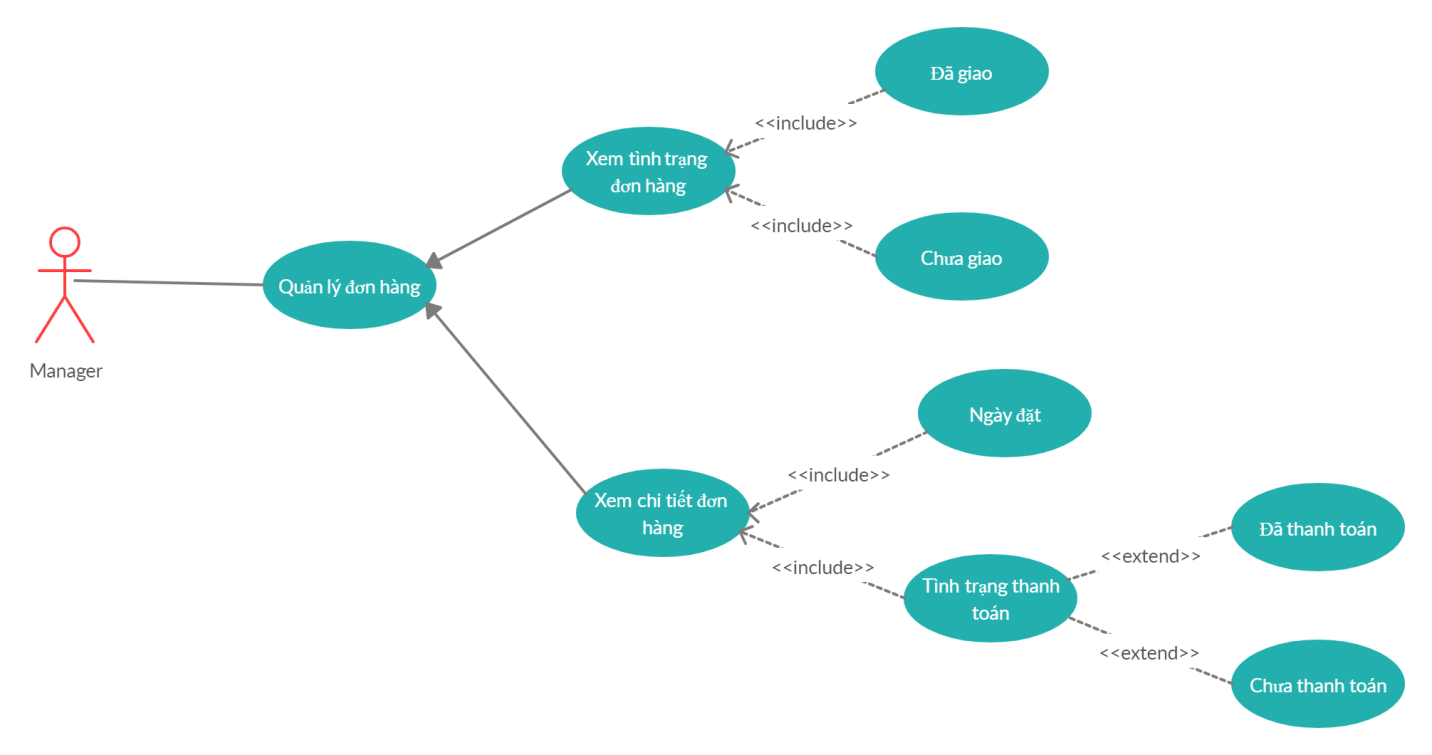 Đã giao
<<include>>
Xem tình trạng
đơn hàng
<<include>>
Chưa giao
Quản lý đơn hàng
Manager
Ngày đặt
<<include>>
Xem chi tiết đơn
hàng
<<include>>
Tình trạng thanh
toán
<<extend>>
Đã thanh toán
<<extend>>
Chưa thanh toán